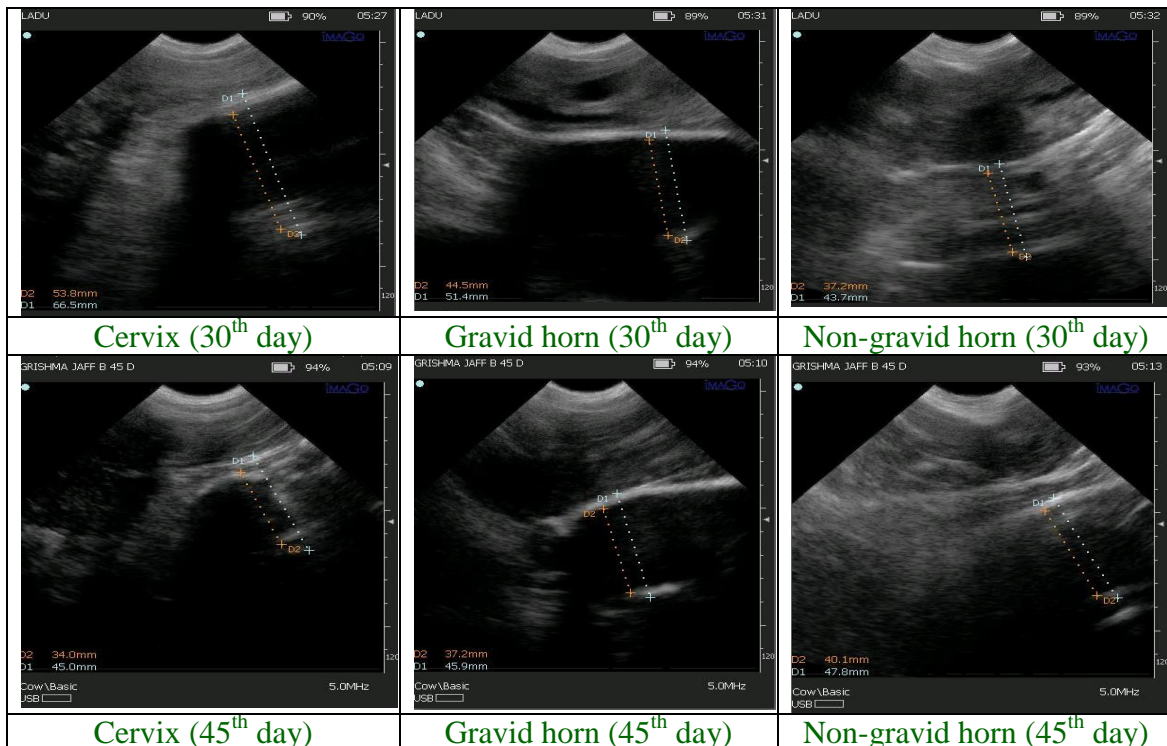 LADU 90% 05:27
iMAGo
D1
D2
D2 53.8mm
D1 66.5mm
120
LADU 89% 05:31
iMAGo
D1
D2
D2 44.5mm
D1 51.4mm
120
LADU 89% 05:32
iMAGo
D1
D2 37.2mm
D1 43.7mm
120
Cervix (30th day)
Gravid horn (30th day)
Non-gravid horn (30th day)
GRISHMA JAFF B 45 D 94% 05:09
iMAGo
D1
D2
D2 34.0mm
D1 45.0mm
120
Cow\Basic 5.0MHz
USB
GRISHMA JAFF B 45 D 94% 05:10
iMAGo
D1
D2
D2 37.2mm
D1 45.9mm
120
Cow\Basic 5.0MHz
USB
GRISHMA JAFF B 45 D 93% 05:13
iMAGo
D1
D2
D2 40.1mm
D1 47.8mm
120
Cow\Basic 5.0MHz
USB
Cervix (45th day)
Gravid horn (45th day)
Non-gravid horn (45th day)